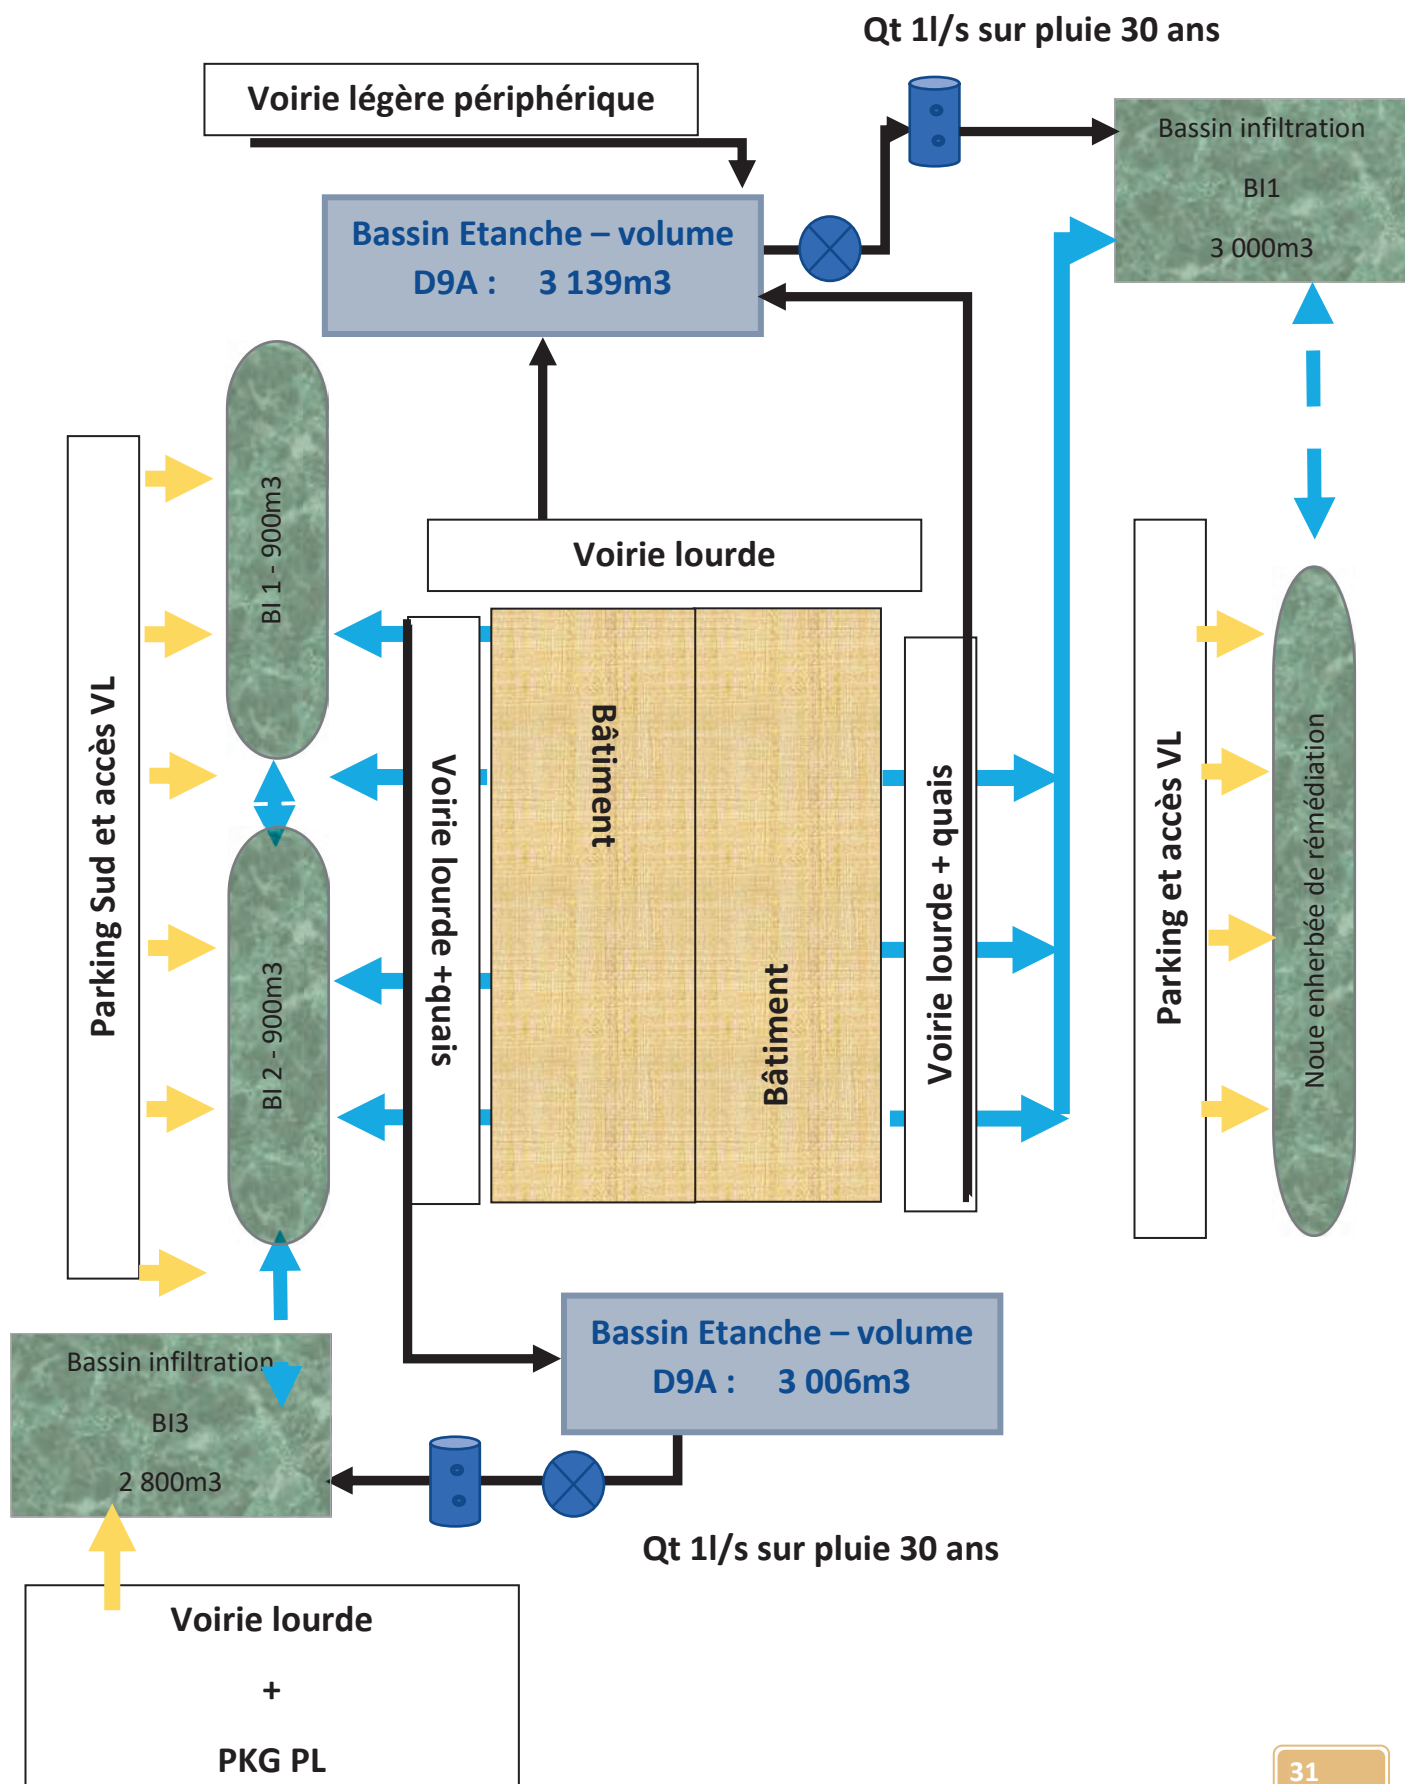 Qt 1l/s sur pluie 30 ans
Voirie légère périphérique
Bassin infiltration
BI1
3 000m3
Bassin Etanche – volume
D9A :    3 139m3
BI 1 - 900m3
Voirie lourde
Parking Sud et accès VL
Voirie lourde +quais
Bâtiment
Bâtiment
Voirie lourde + quais
Parking et accès VL
Noue enherbée de rémédiation
BI 2 - 900m3
Bassin Etanche – volume
D9A :    3 006m3
Bassin infiltration
BI3
2 800m3
Qt 1l/s sur pluie 30 ans
Voirie lourde
+
PKG PL
31